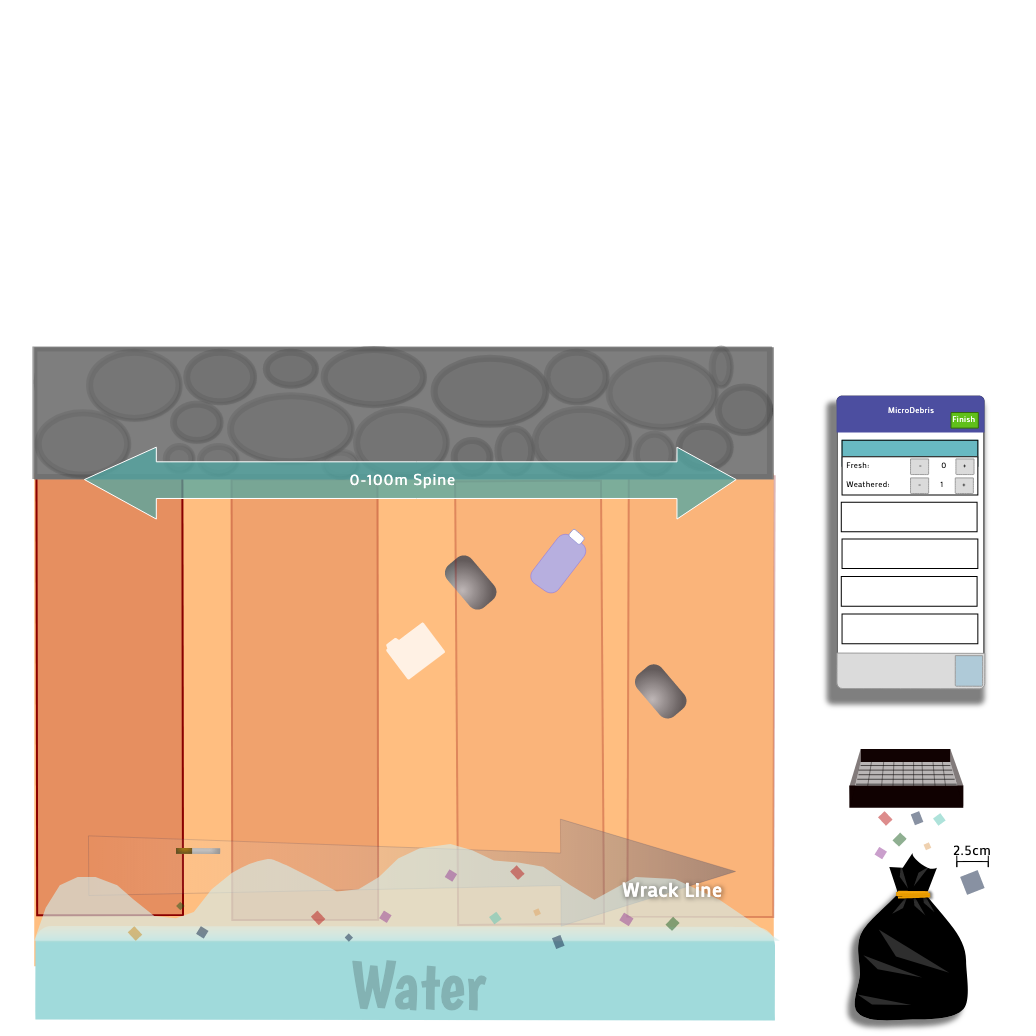 MicroDebris
Finish
0-100m Spine
Fresh: - 0 +
Weathered: - 1 +
2.5cm
Wrack Line
Water